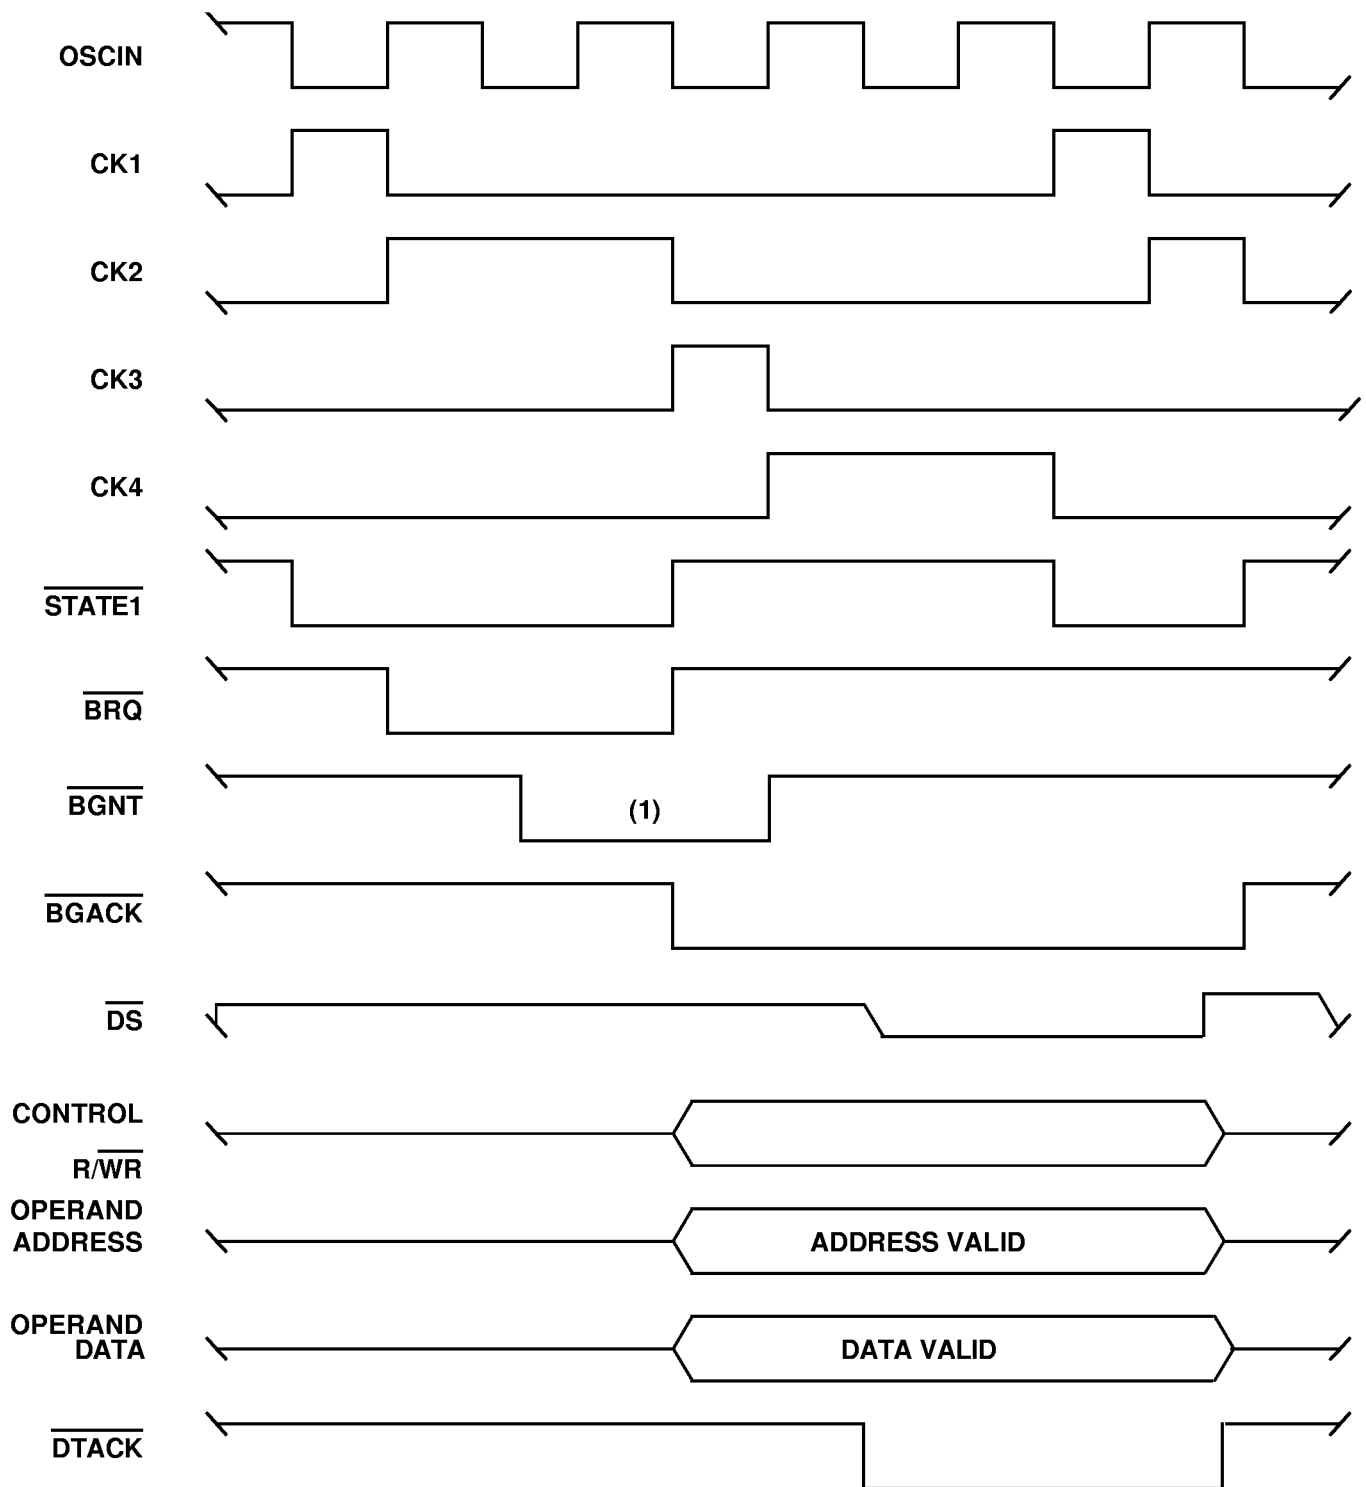 OSCIN
CK1
CK2
CK3
CK4
STATE1
BRQ
BGNT
(1)
BGACK
DS
CONTROL
R/WR
OPERAND
ADDRESS
ADDRESS VALID
OPERAND
DATA
DATA VALID
DTACK